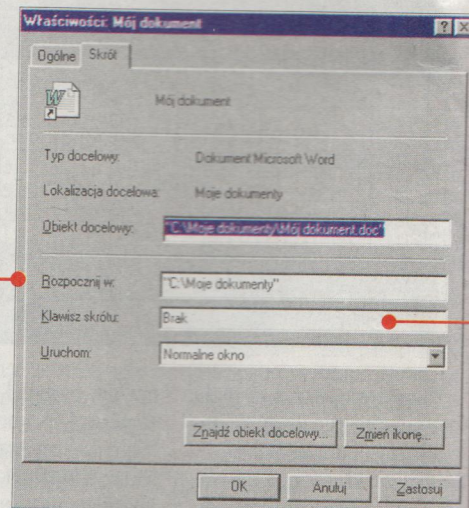 Właściwości: Mój dokument
Ogólne Skrót
Mój dokument
Typ docelowy: Dokument Microsoft Word
Lokalizacja docelowa: Moje dokumenty
Obiekt docelowy: "C:\Moje dokumenty\Mój dokument.doc"
Rozpocznij w: "C:\Moje dokumenty"
Klawisz skrótu: Brak
Uruchom: Normalne okno
Znajdź obiekt docelowy... Zmień ikonę...
OK Anuluj Zastosuj